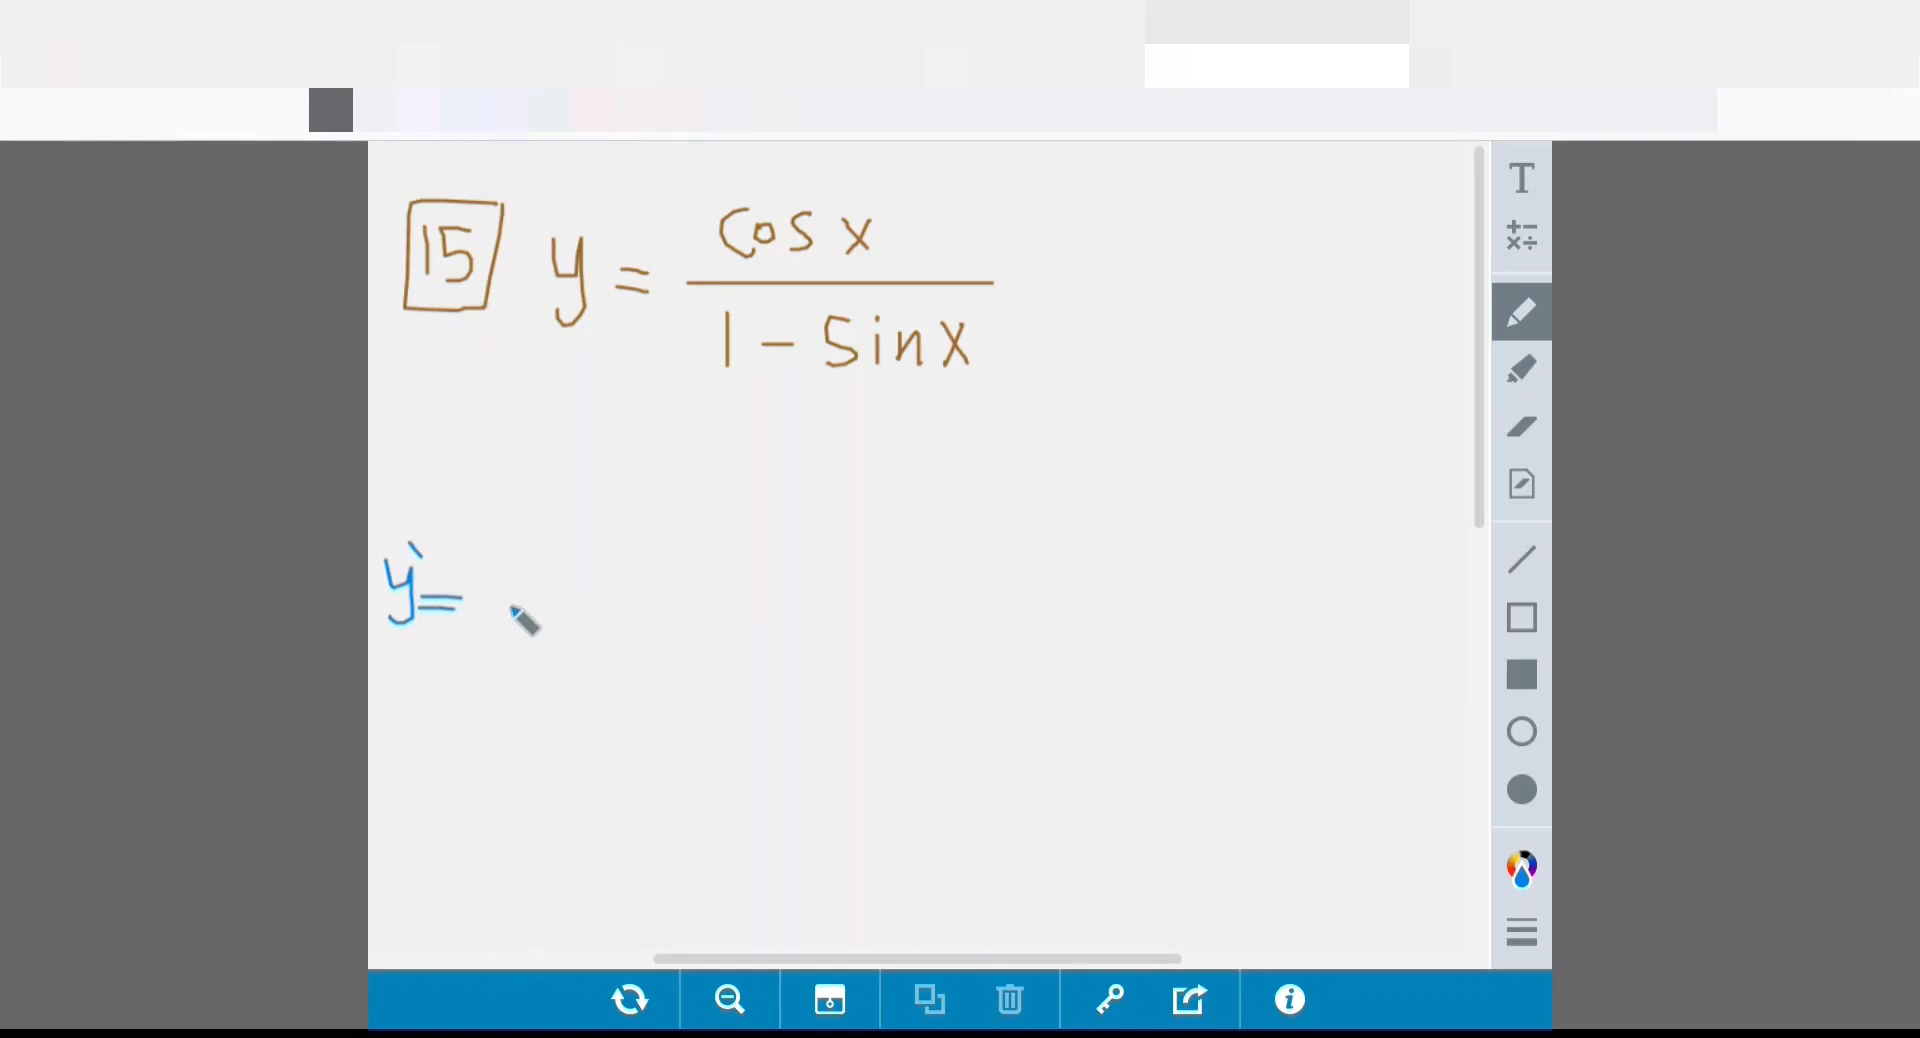 15 y = cos x
1 - sin x
y' =